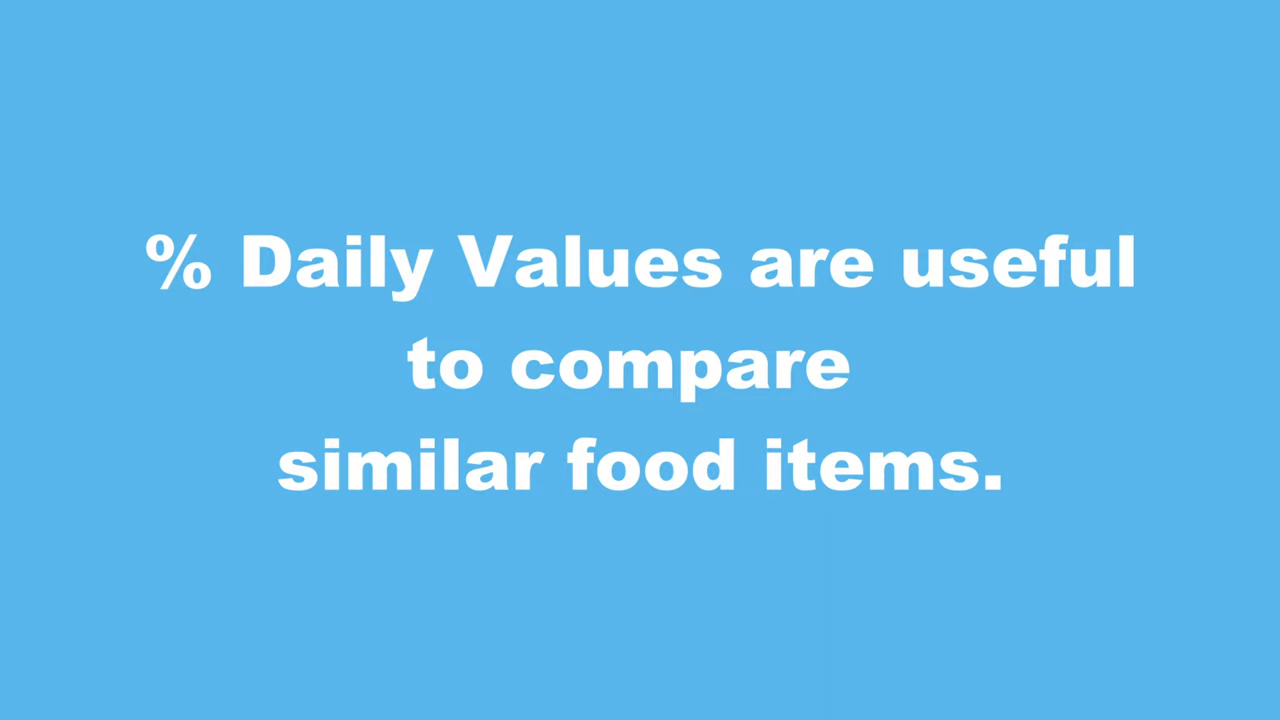 % Daily Values are useful
to compare
similar food items.